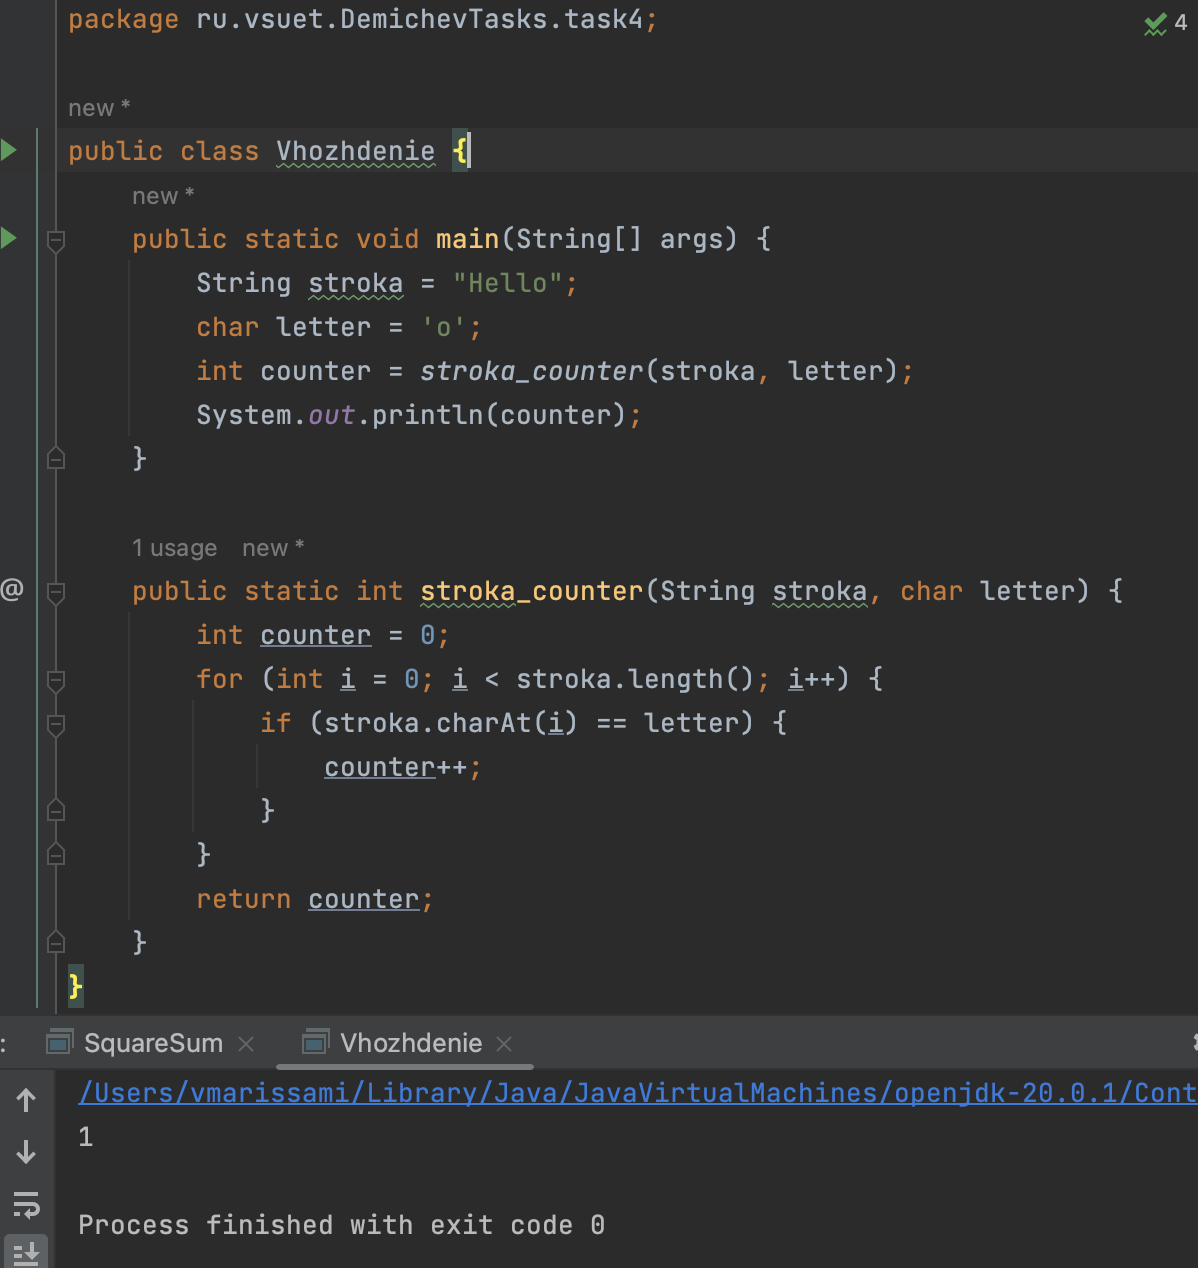 package ru.vsuet.DemichevTasks.task4;
4
new *
public class Vhozhdenie {
new *
public static void main(String[] args) {
String stroka = "Hello";
char letter = 'o';
int counter = stroka_counter(stroka, letter);
System.out.println(counter);
}
1 usage new *
@
public static int stroka_counter(String stroka, char letter) {
int counter = 0;
for (int i = 0; i < stroka.length(); i++) {
if (stroka.charAt(i) == letter) {
counter++;
}
}
return counter;
}
}
: SquareSum × Vhozhdenie ×
/Users/vmarissami/Library/Java/JavaVirtualMachines/openjdk-20.0.1/Cont
1
Process finished with exit code 0